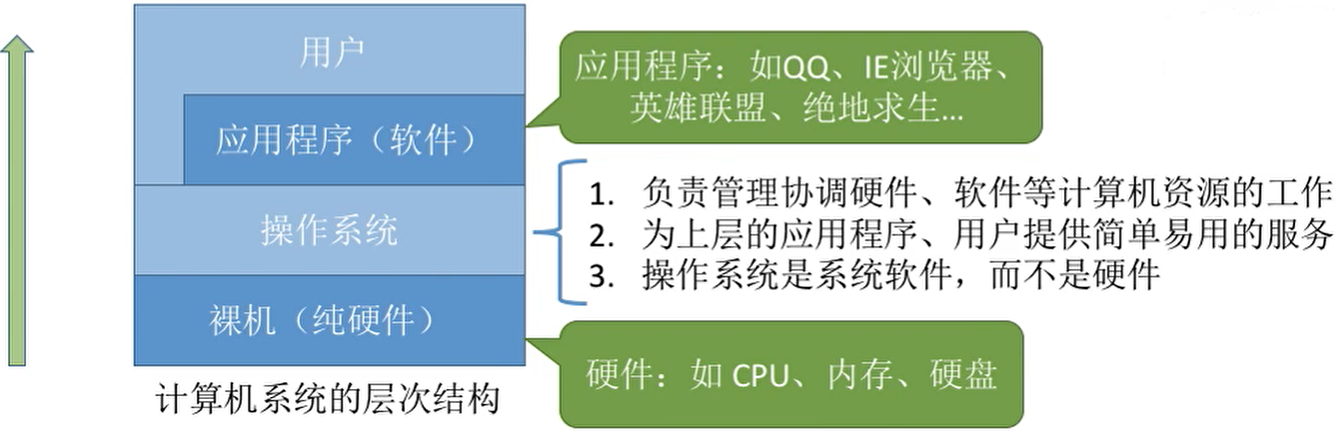 用户
应用程序（软件）
操作系统
裸机（纯硬件）
计算机系统的层次结构
应用程序：如QQ、IE浏览器、
英雄联盟、绝地求生...
1. 负责管理协调硬件、软件等计算机资源的工作
2. 为上层的应用程序、用户提供简单易用的服务
3. 操作系统是系统软件，而不是硬件
硬件：如 CPU、内存、硬盘